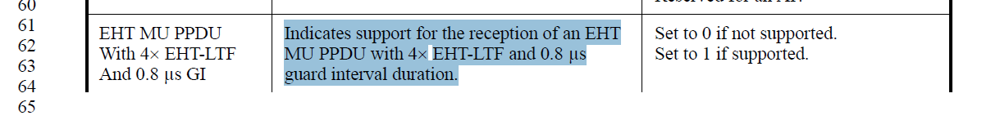 60
61
62
63
64
65
EHT MU PPDU
With 4× EHT-LTF
And 0.8 µs GI
Indicates support for the reception of an EHT
MU PPDU with 4× EHT-LTF and 0.8 µs
guard interval duration.
Set to 0 if not supported.
Set to 1 if supported.